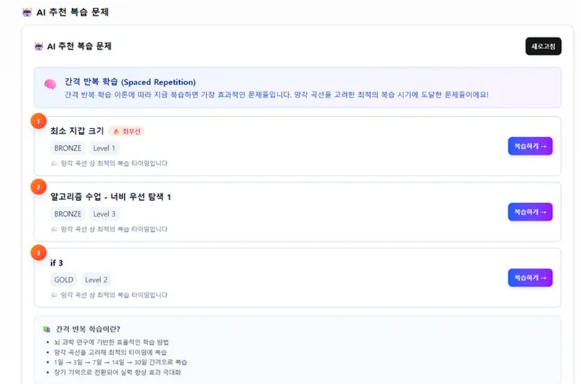 AI 추천 복습 문제
AI 추천 복습 문제
새로고침
간격 반복 학습 (Spaced Repetition)
간격 반복 학습 이론에 따라 지금 복습하면 가장 효과적인 문제들입니다. 망각 곡선을 고려한 최적의 복습 시기에 도달한 문제들이에요!
1
최소 지갑 크기 최우선
BRONZE Level 1
망각 곡선 상 최적의 복습 타이밍입니다
복습하기 →
2
알고리즘 수업 - 너비 우선 탐색 1
BRONZE Level 3
망각 곡선 상 최적의 복습 타이밍입니다
복습하기 →
3
if 3
GOLD Level 2
망각 곡선 상 최적의 복습 타이밍입니다
복습하기 →
간격 반복 학습이란?
• 뇌 과학 연구에 기반한 효율적인 학습 방법
• 망각 곡선을 고려해 최적의 타이밍에 복습
• 1일 → 3일 → 7일 → 14일 → 30일 간격으로 복습
• 장기 기억으로 전환되어 실력 향상 효과 극대화